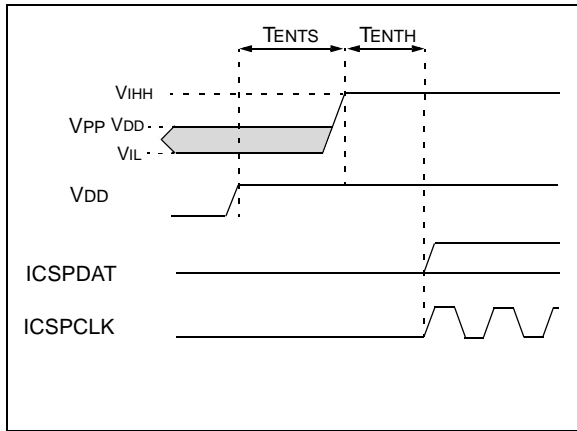 TENTS TENTH
VIHH
VPP VDD
VIL
VDD
ICSPDAT
ICSPCLK